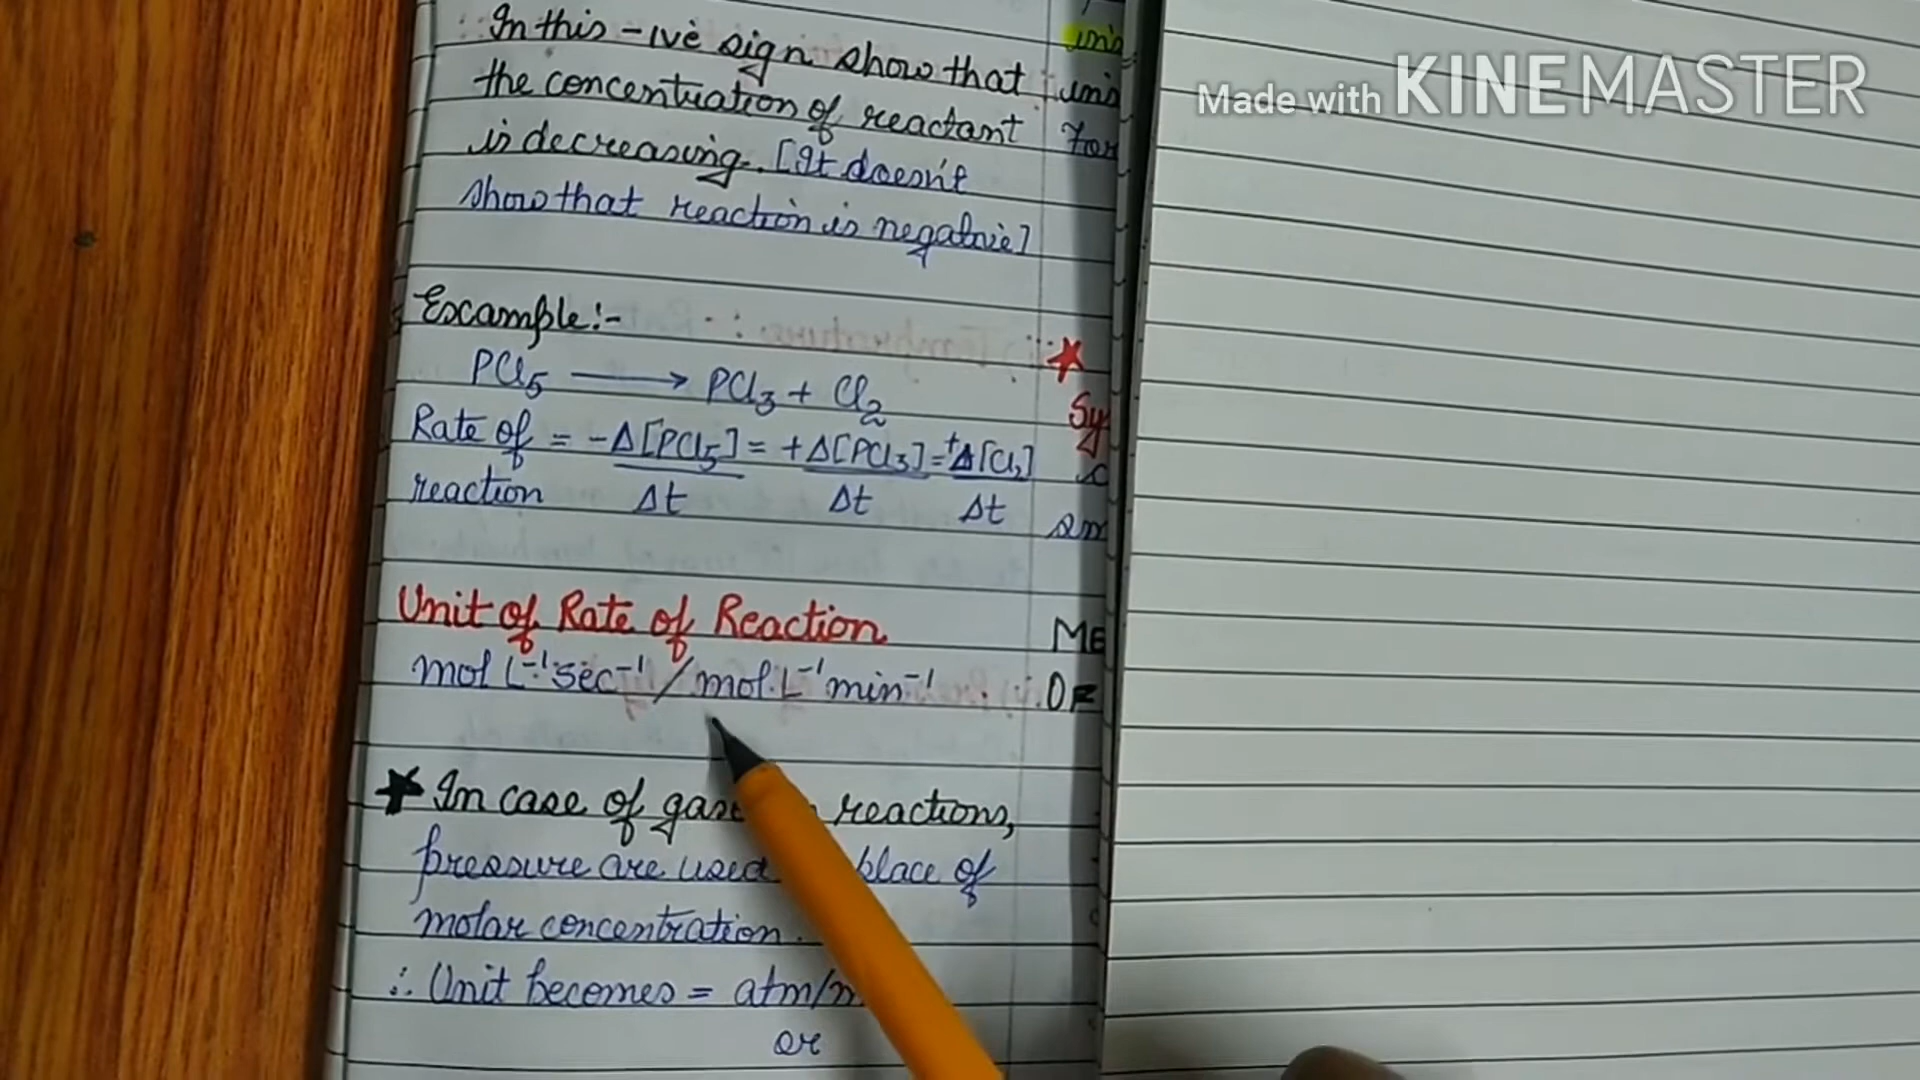 In this -ive sign show that
the concentration of reactant
is decreasing. [It doesn't
show that reaction is negative]
Example:-
PCl₅ ⟶ PCl₃ + Cl₂
Rate of = -Δ[PCl₅] = +Δ[PCl₃] = +Δ[Cl₂]
reaction Δt Δt Δt
Unit of Rate of Reaction
mol L⁻¹ sec⁻¹ / mol L⁻¹ min⁻¹
★ In case of reactions,
pressure are used place of
molar concentration.
∴ Unit becomes = atm/
or
Made with KINEMASTER